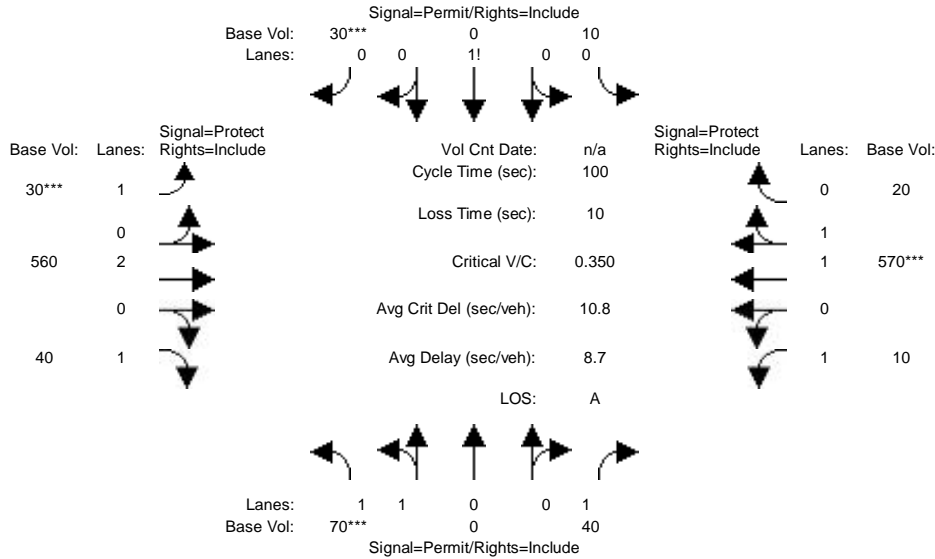 Signal=Permit/Rights=Include
Base Vol: 30*** 0 10
Lanes: 0 0 1! 0 0
Signal=Protect Signal=Protect
Base Vol: Lanes: Rights=Include Vol Cnt Date: n/a Rights=Include Lanes: Base Vol:
Cycle Time (sec): 100
30*** 1 0 20
Loss Time (sec): 10
0 1
560 2 Critical V/C: 0.350 1 570***
0 Avg Crit Del (sec/veh): 10.8 0
40 1 Avg Delay (sec/veh): 8.7 1 10
LOS: A
Lanes: 1 1 0 0 1
Base Vol: 70*** 0 40
Signal=Permit/Rights=Include